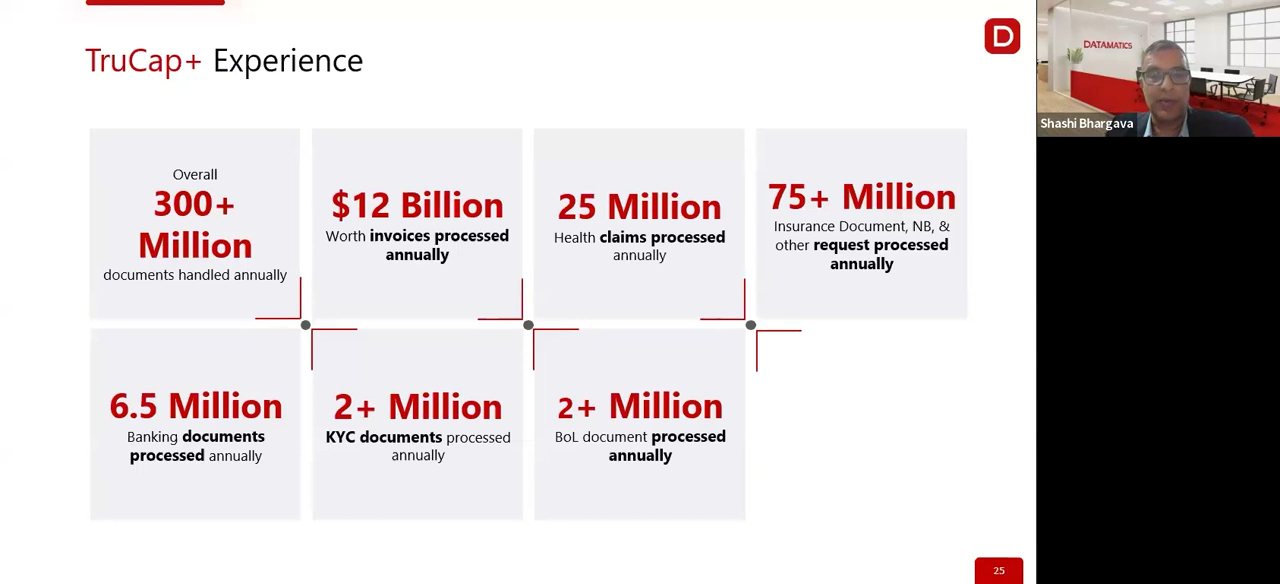 TruCap+ Experience
D
DATAMATICS
Shashi Bhargava
Overall
300+
Million
documents handled annually
$12 Billion
Worth invoices processed
annually
25 Million
Health claims processed
annually
75+ Million
Insurance Document, NB, &
other request processed
annually
6.5 Million
Banking documents
processed annually
2+ Million
KYC documents processed
annually
2+ Million
BoL document processed
annually
25